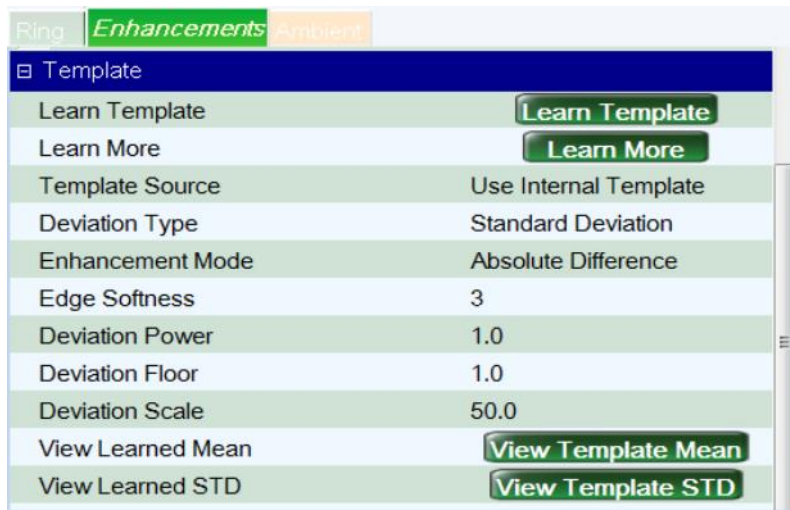 Ring Enhancements Ambient
Template
Learn Template Learn Template
Learn More Learn More
Template Source Use Internal Template
Deviation Type Standard Deviation
Enhancement Mode Absolute Difference
Edge Softness 3
Deviation Power 1.0
Deviation Floor 1.0
Deviation Scale 50.0
View Learned Mean View Template Mean
View Learned STD View Template STD